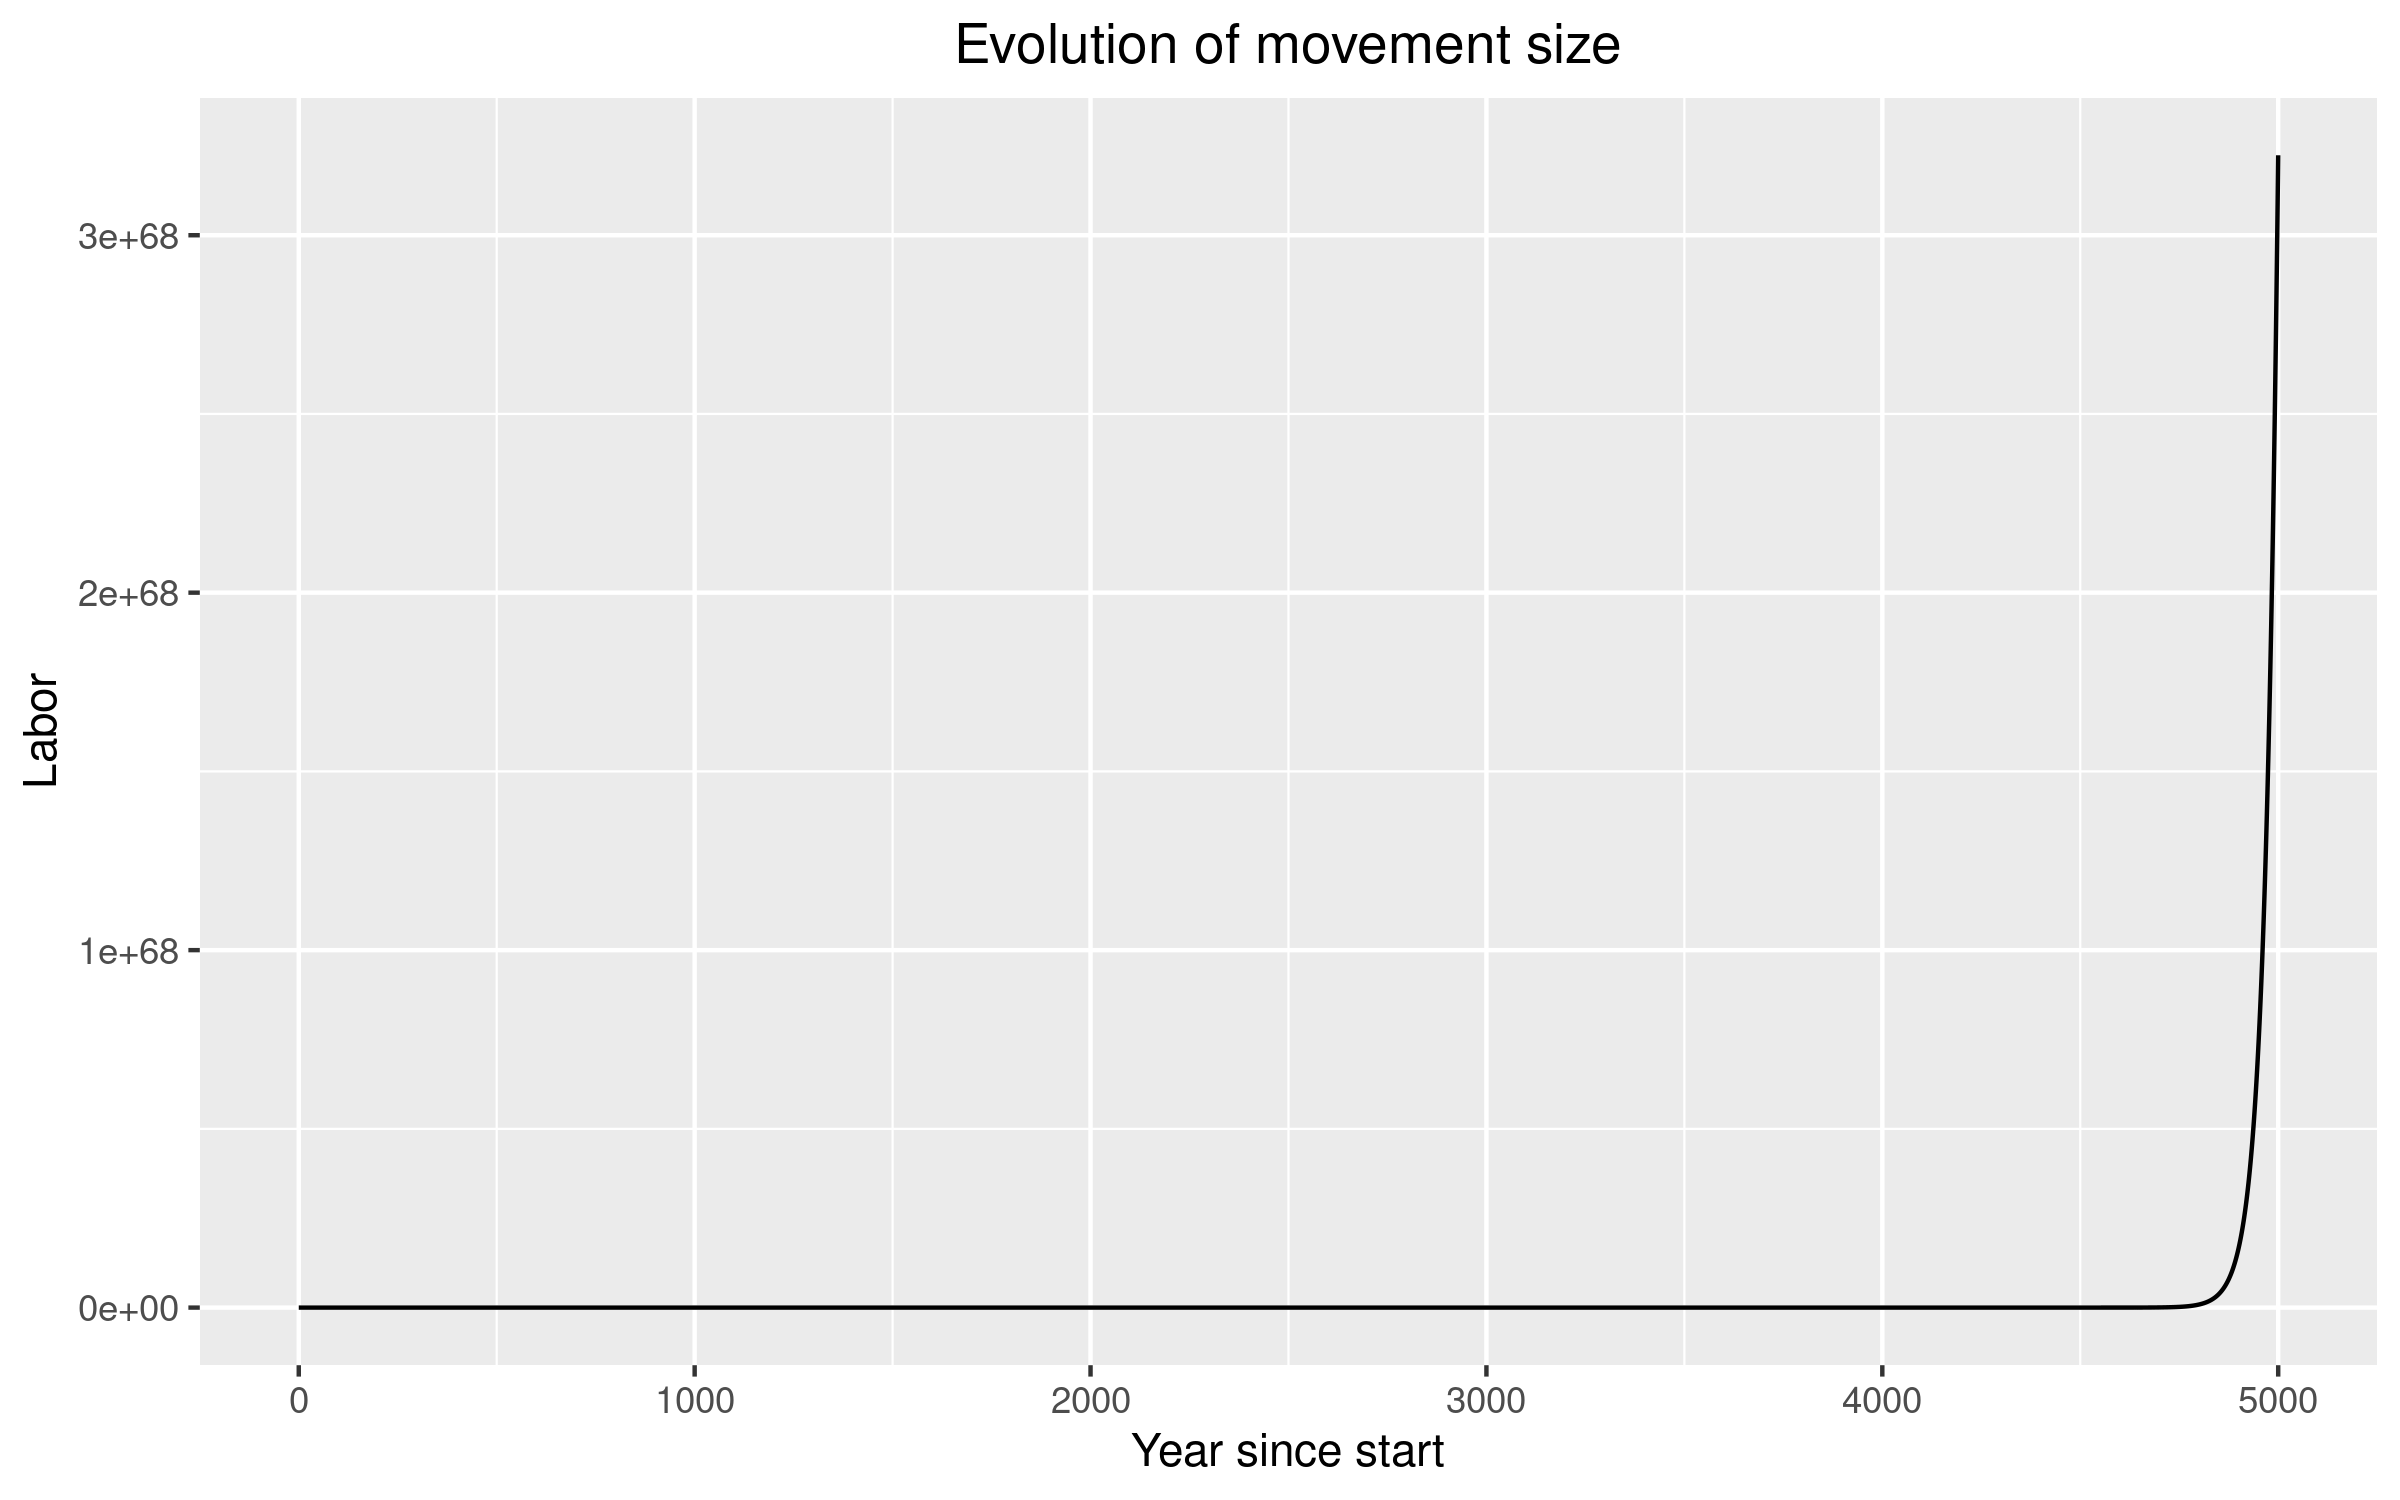 Evolution of movement size
Labor
3e+68
2e+68
1e+68
0e+00
0 1000 2000 3000 4000 5000
Year since start